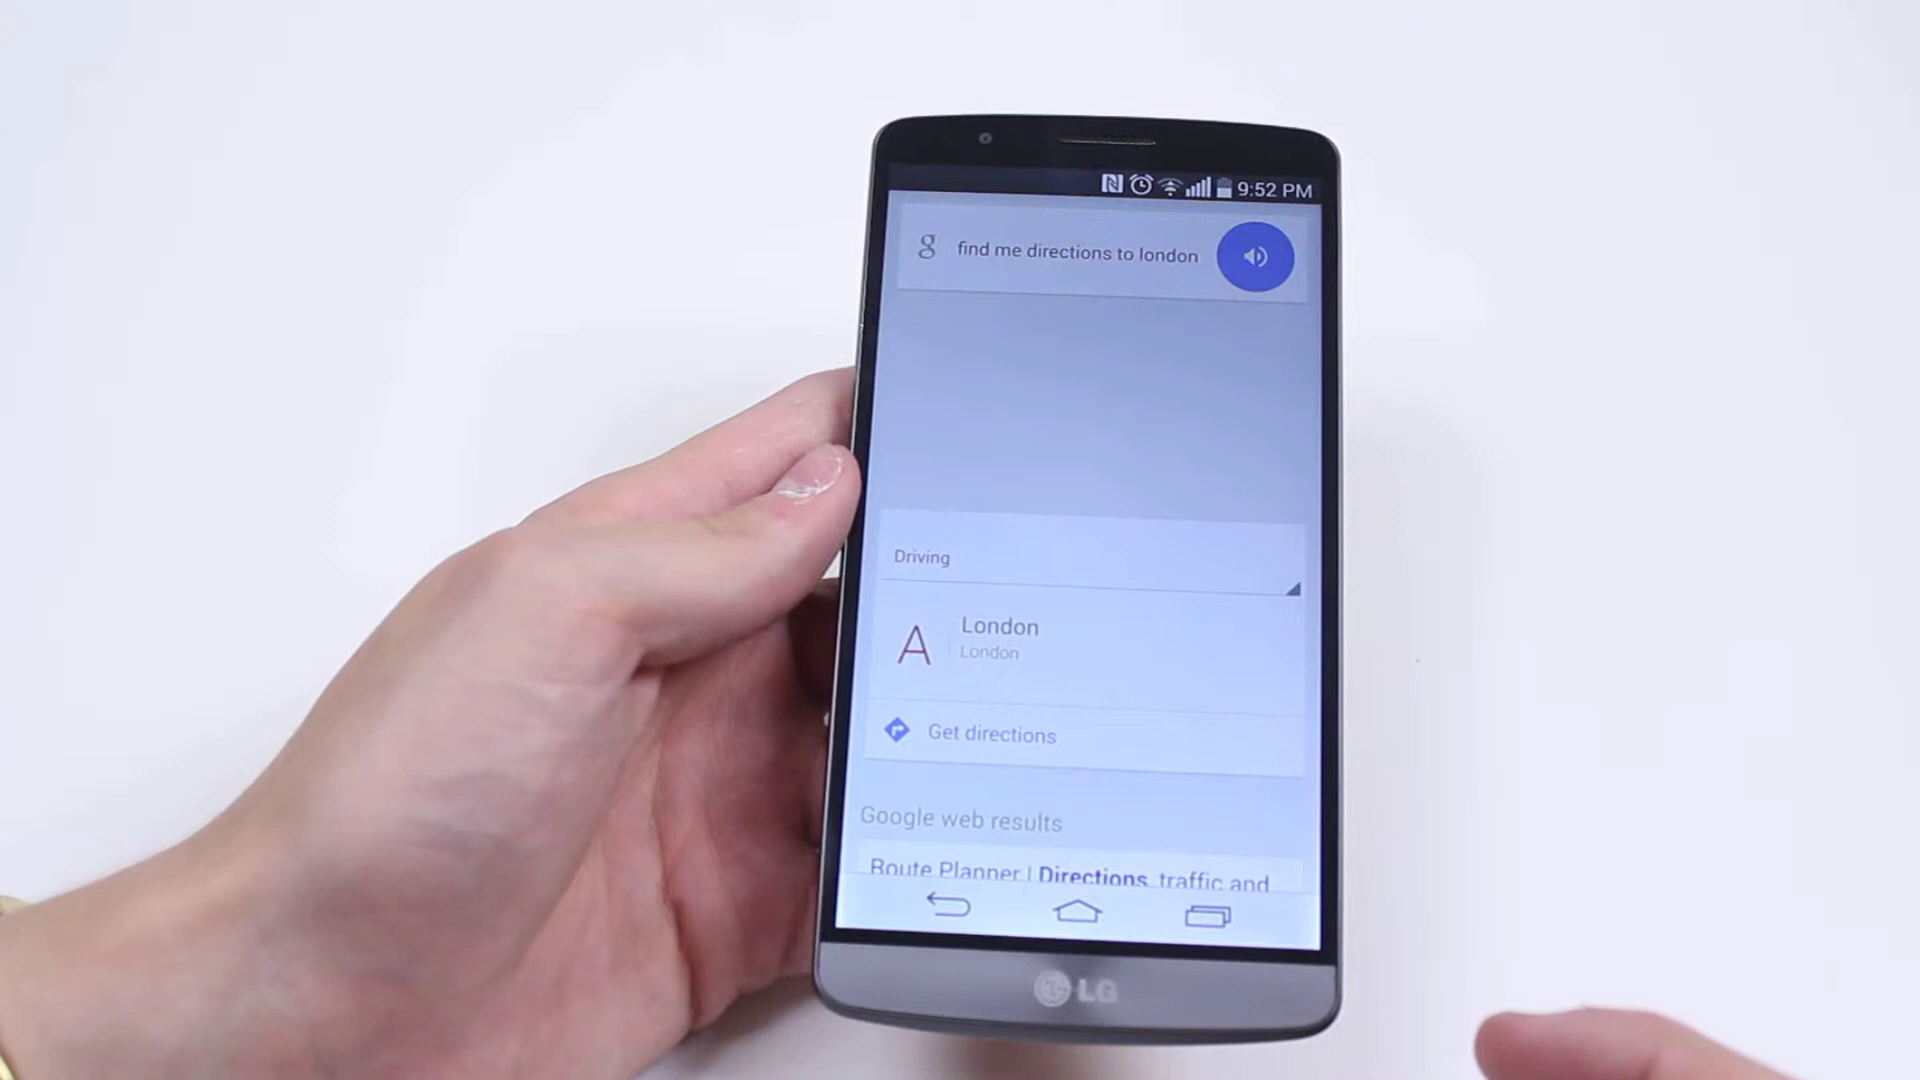 9:52 PM
g find me directions to london
Driving
A London
London
Get directions
Google web results
Route Planner | Directions, traffic and
LG